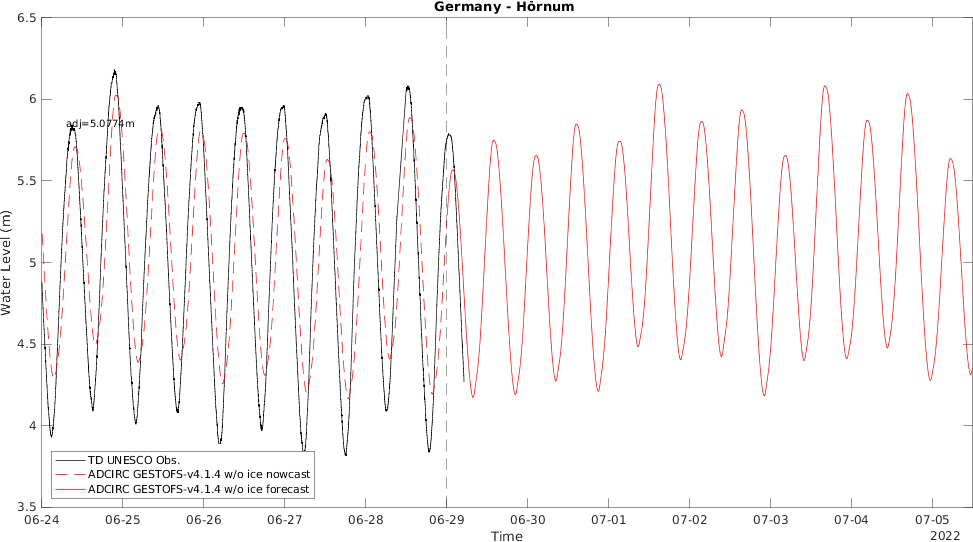 Germany - Hörnum
Water Level (m)
6.5
6
5.5
5
4.5
4
3.5
adj=5.0774m
TD UNESCO Obs.
ADCIRC GESTOFS-v4.1.4 w/o ice nowcast
ADCIRC GESTOFS-v4.1.4 w/o ice forecast
06-24 06-25 06-26 06-27 06-28 06-29 06-30 07-01 07-02 07-03 07-04 07-05
Time
2022